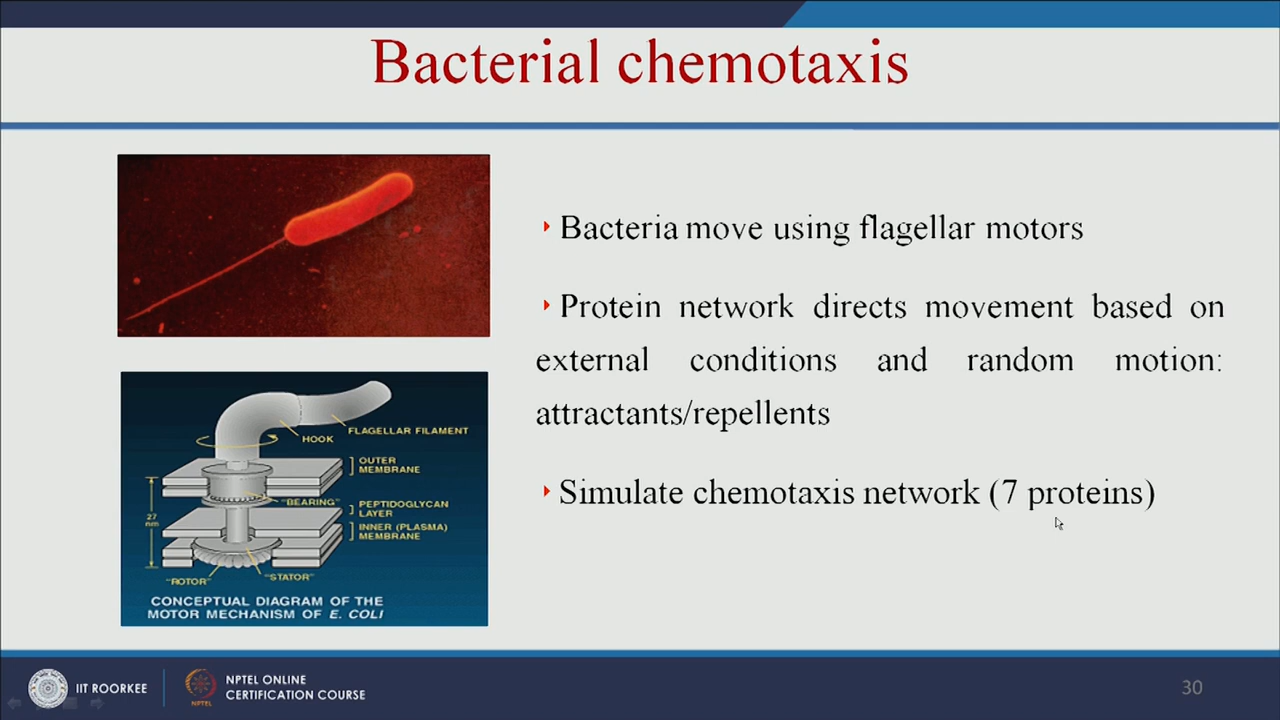 Bacterial chemotaxis
Bacteria move using flagellar motors
Protein network directs movement based on
external conditions and random motion:
attractants/repellents
Simulate chemotaxis network (7 proteins)
FLAGELLAR FILAMENT
HOOK
OUTER
MEMBRANE
"BEARING"
PEPTIDOGLYCAN
LAYER
INNER (PLASMA)
MEMBRANE
27
nm
"ROTOR"
"STATOR"
CONCEPTUAL DIAGRAM OF THE
MOTOR MECHANISM OF E. COLI
IIT ROORKEE
NPTEL
NPTEL ONLINE
CERTIFICATION COURSE
30